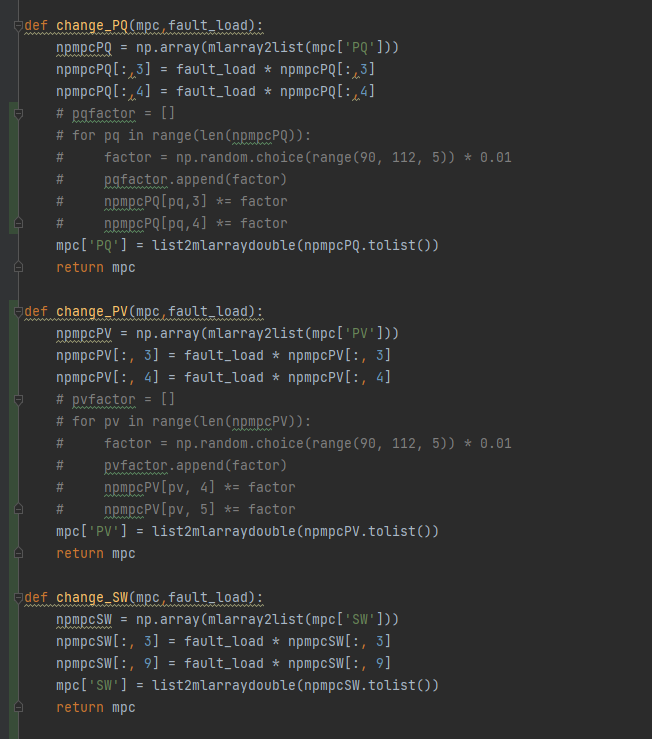 def change_PQ(mpc,fault_load):
    npmpcPQ = np.array(mlarray2list(mpc['PQ']))
    npmpcPQ[:,3] = fault_load * npmpcPQ[:,3]
    npmpcPQ[:,4] = fault_load * npmpcPQ[:,4]
    # pqfactor = []
    # for pq in range(len(npmpcPQ)):
    #     factor = np.random.choice(range(90, 112, 5)) * 0.01
    #     pqfactor.append(factor)
    #     npmpcPQ[pq,3] *= factor
    #     npmpcPQ[pq,4] *= factor
    mpc['PQ'] = list2mlarraydouble(npmpcPQ.tolist())
    return mpc

def change_PV(mpc,fault_load):
    npmpcPV = np.array(mlarray2list(mpc['PV']))
    npmpcPV[:, 3] = fault_load * npmpcPV[:, 3]
    npmpcPV[:, 4] = fault_load * npmpcPV[:, 4]
    # pvfactor = []
    # for pv in range(len(npmpcPV)):
    #     factor = np.random.choice(range(90, 112, 5)) * 0.01
    #     pvfactor.append(factor)
    #     npmpcPV[pv, 4] *= factor
    #     npmpcPV[pv, 5] *= factor
    mpc['PV'] = list2mlarraydouble(npmpcPV.tolist())
    return mpc

def change_SW(mpc,fault_load):
    npmpcSW = np.array(mlarray2list(mpc['SW']))
    npmpcSW[:, 3] = fault_load * npmpcSW[:, 3]
    npmpcSW[:, 9] = fault_load * npmpcSW[:, 9]
    mpc['SW'] = list2mlarraydouble(npmpcSW.tolist())
    return mpc